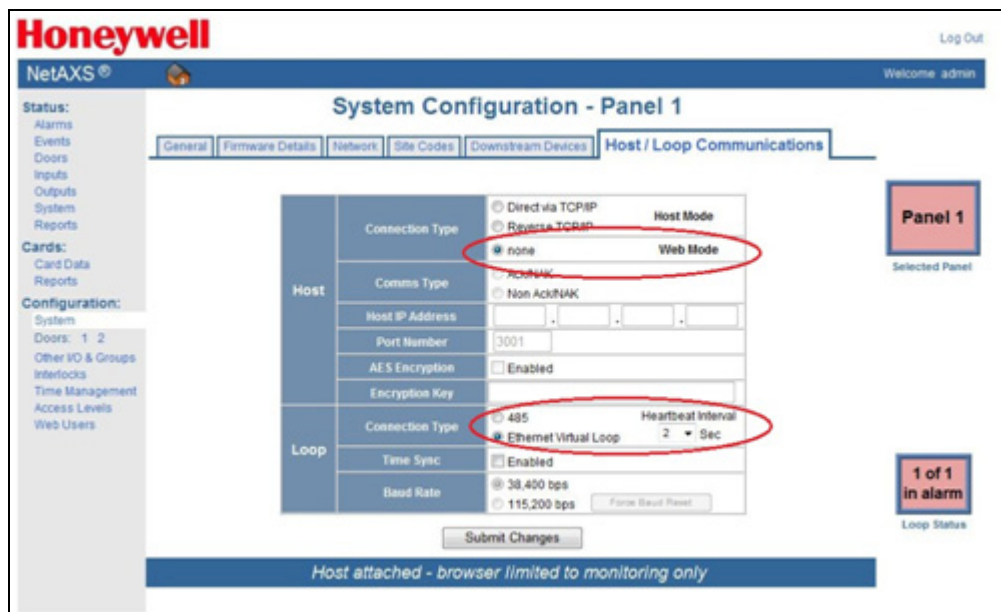 Honeywell
Log Out
NetAXS ®
Welcome admin
Status:
Alarms
Events
Doors
Inputs
Outputs
System
Reports
Cards:
Card Data
Reports
Configuration:
System
Doors: 1 2
Other I/O & Groups
Interlocks
Time Management
Access Levels
Web Users
System Configuration - Panel 1
General
Firmware Details
Network
Site Codes
Downstream Devices
Host / Loop Communications
Host
Connection Type
Direct via TCP/IP
Host Mode
Reverse TCP/IP
none
Web Mode
Comms Type
Ack/NAK
Non Ack/NAK
Host IP Address
. . .
Port Number
3001
AES Encryption
Enabled
Encryption Key
Loop
Connection Type
485
Heartbeat Interval
Ethernet Virtual Loop
2 Sec
Time Sync
Enabled
Baud Rate
38,400 bps
115,200 bps
Force Baud Reset
Submit Changes
Host attached - browser limited to monitoring only
Panel 1
Selected Panel
1 of 1
in alarm
Loop Status